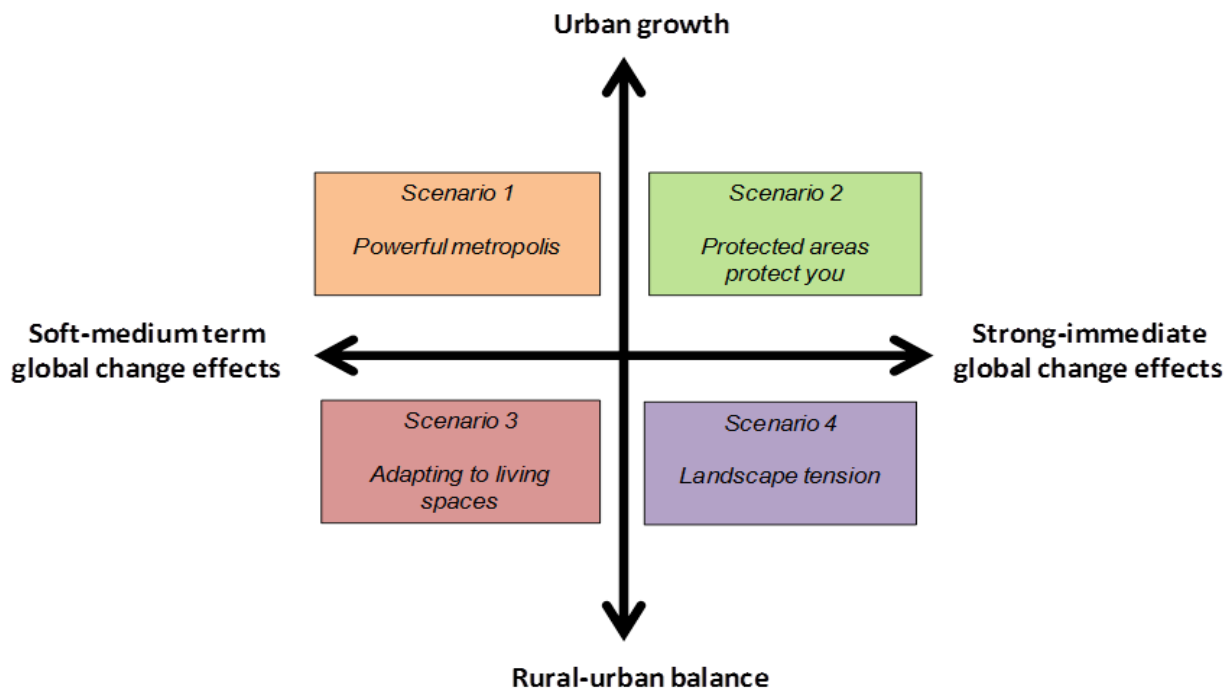 Urban growth
Scenario 1
Powerful metropolis
Scenario 2
Protected areas
protect you
Soft-medium term
global change effects
Strong-immediate
global change effects
Scenario 3
Adapting to living
spaces
Scenario 4
Landscape tension
Rural-urban balance